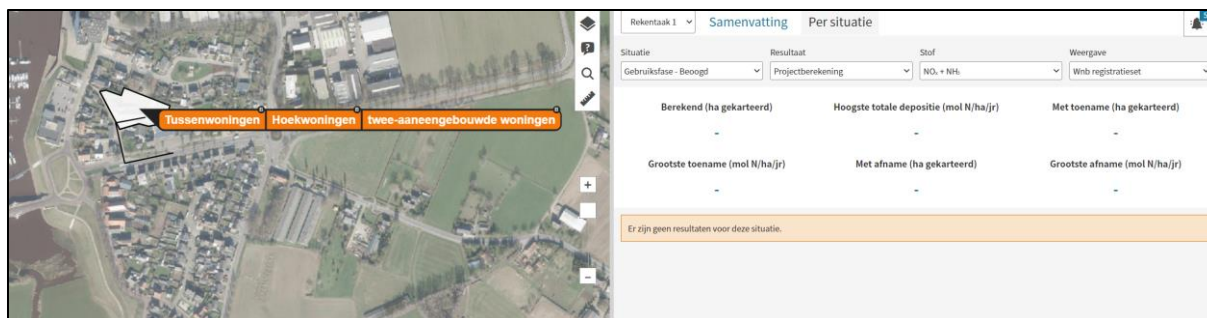 Tussenwoningen Hoekwoningen twee-aaneengebouwde woningen
Rekentaak 1 Samenvatting Per situatie
Situatie Resultaat Stof Weergave
Gebruiksfase - Beoogd Projectberekening NOₓ + NH₃ Wnb registratieset
Berekend (ha gekarteerd) Hoogste totale depositie (mol N/ha/jr) Met toename (ha gekarteerd)
- - -
Grootste toename (mol N/ha/jr) Met afname (ha gekarteerd) Grootste afname (mol N/ha/jr)
- - -
Er zijn geen resultaten voor deze situatie.